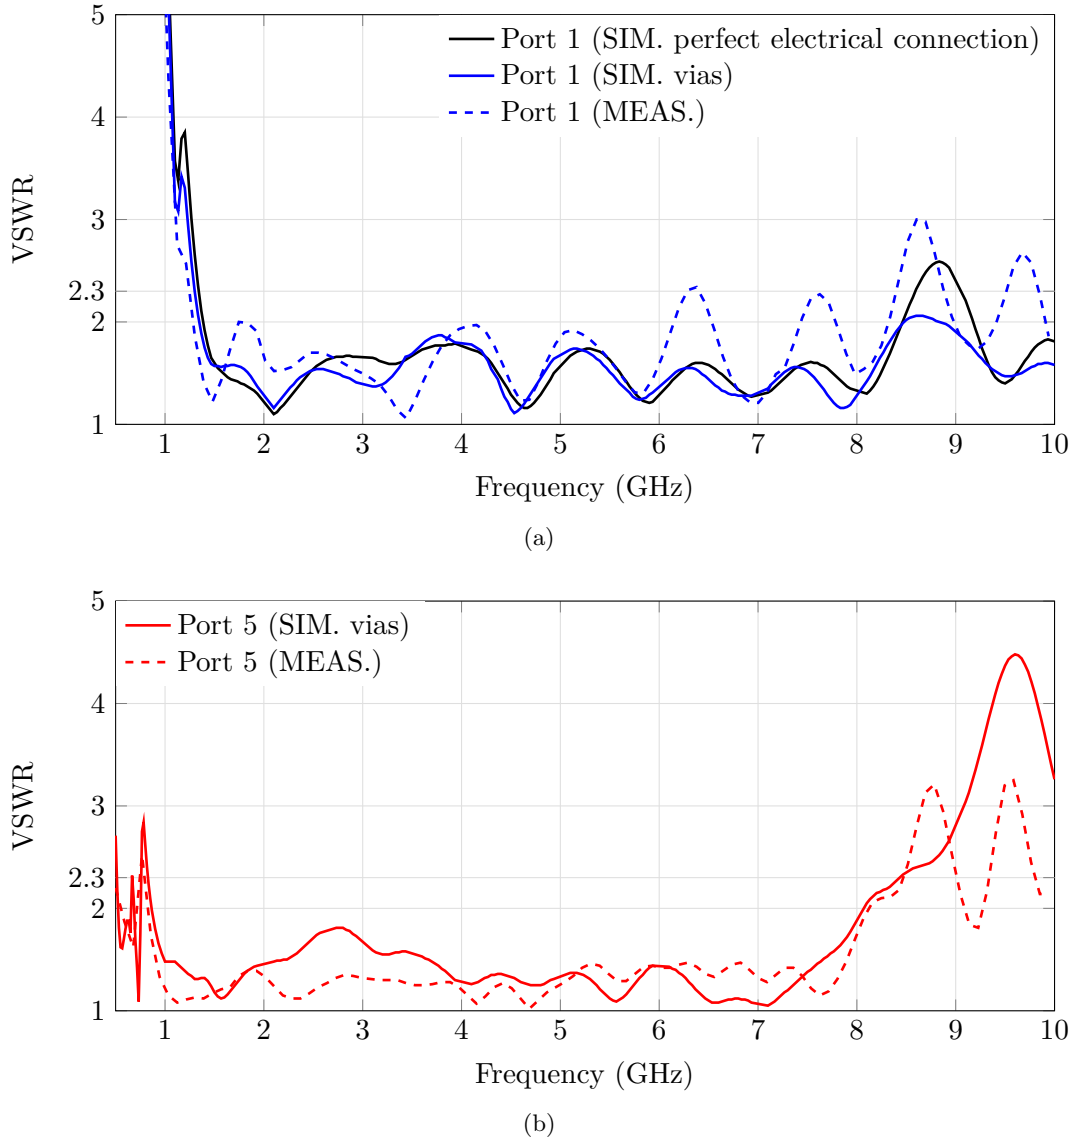 5
4
3
2.3
2
1
VSWR
Port 1 (SIM. perfect electrical connection)
Port 1 (SIM. vias)
Port 1 (MEAS.)
1 2 3 4 5 6 7 8 9 10
Frequency (GHz)
(a)
5
4
3
2.3
2
1
VSWR
Port 5 (SIM. vias)
Port 5 (MEAS.)
1 2 3 4 5 6 7 8 9 10
Frequency (GHz)
(b)